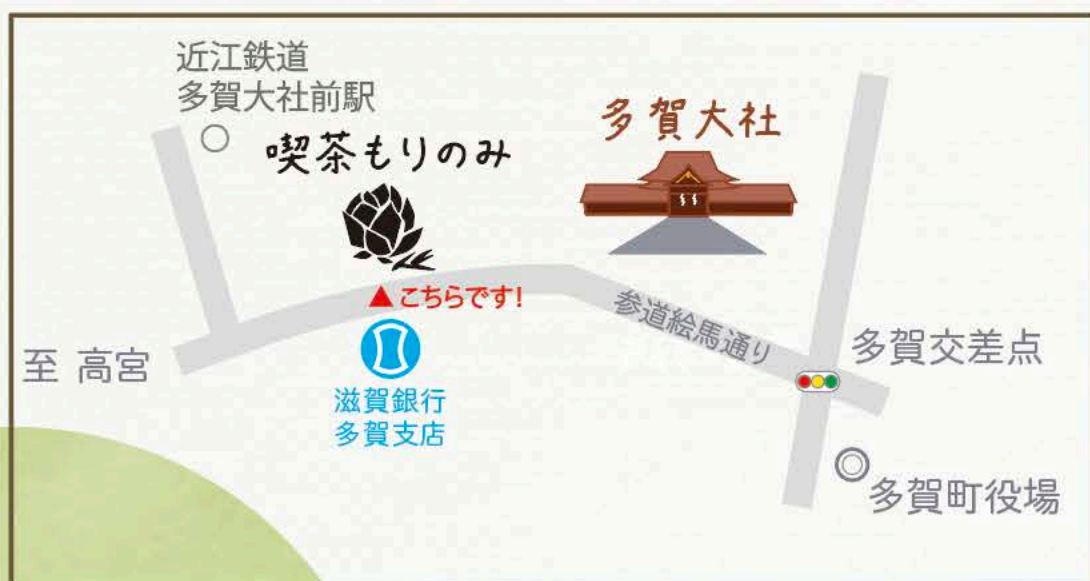 近江鉄道
多賀大社前駅
喫茶もりのみ
多賀大社
▲こちらです!
参道絵馬通り
至 高宮
多賀交差点
滋賀銀行
多賀支店
多賀町役場